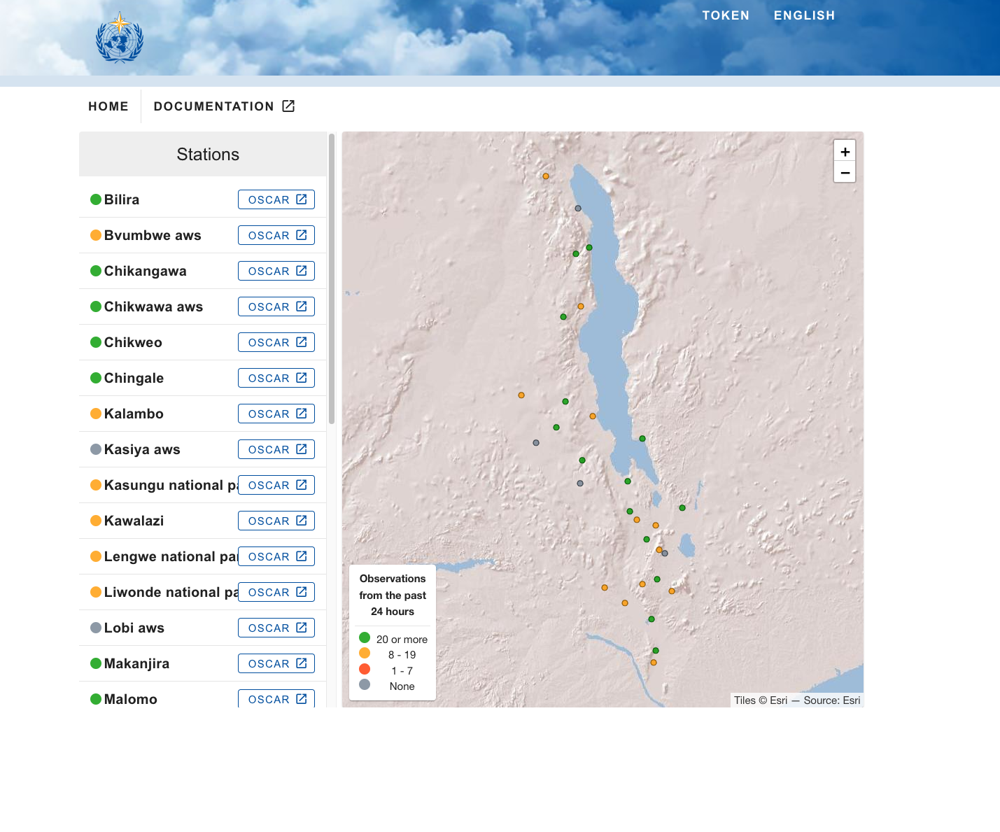 TOKEN ENGLISH
HOME DOCUMENTATION
Stations
Bilira OSCAR
Bvumbwe aws OSCAR
Chikangawa OSCAR
Chikwawa aws OSCAR
Chikweo OSCAR
Chingale OSCAR
Kalambo OSCAR
Kasiya aws OSCAR
Kasungu national pa OSCAR
Kawalazi OSCAR
Lengwe national par OSCAR
Liwonde national pa OSCAR
Lobi aws OSCAR
Makanjira OSCAR
Malomo OSCAR
+
−
Observations
from the past
24 hours
20 or more
8 - 19
1 - 7
None
Tiles © Esri — Source: Esri